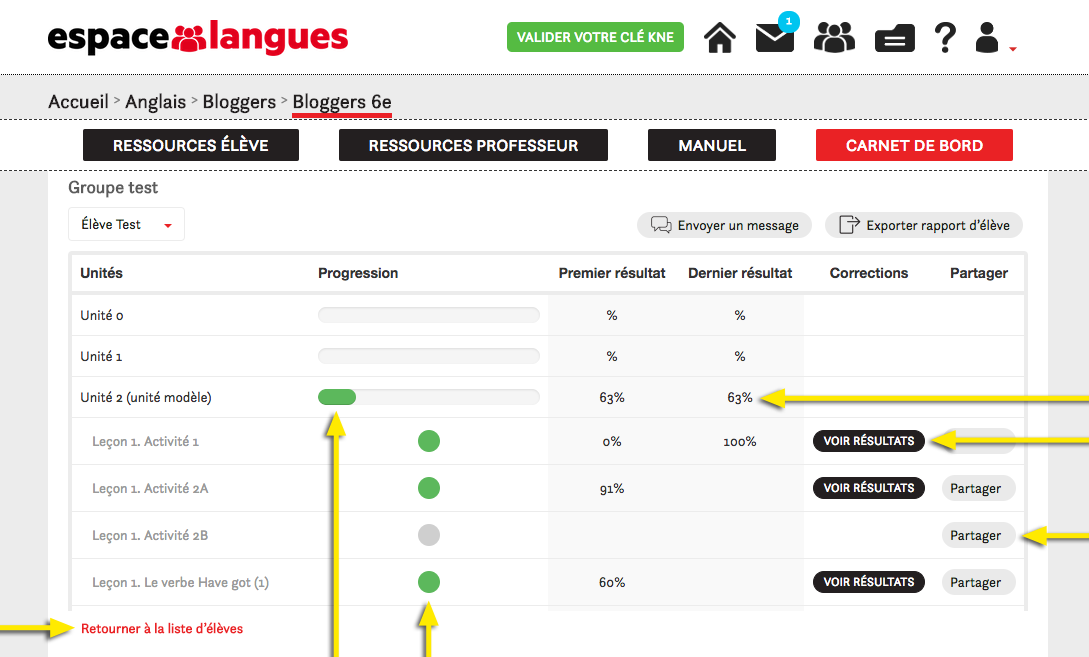 espace langues
VALIDER VOTRE CLÉ KNE
1
?
Accueil > Anglais > Bloggers > Bloggers 6e
RESSOURCES ÉLÈVE RESSOURCES PROFESSEUR MANUEL CARNET DE BORD
Groupe test
Élève Test Envoyer un message Exporter rapport d'élève
Unités Progression Premier résultat Dernier résultat Corrections Partager
Unité 0 % %
Unité 1 % %
Unité 2 (unité modèle) 63% 63%
Leçon 1. Activité 1 0% 100% VOIR RÉSULTATS
Leçon 1. Activité 2A 91% VOIR RÉSULTATS Partager
Leçon 1. Activité 2B Partager
Leçon 1. Le verbe Have got (1) 60% VOIR RÉSULTATS Partager
Retourner à la liste d'élèves